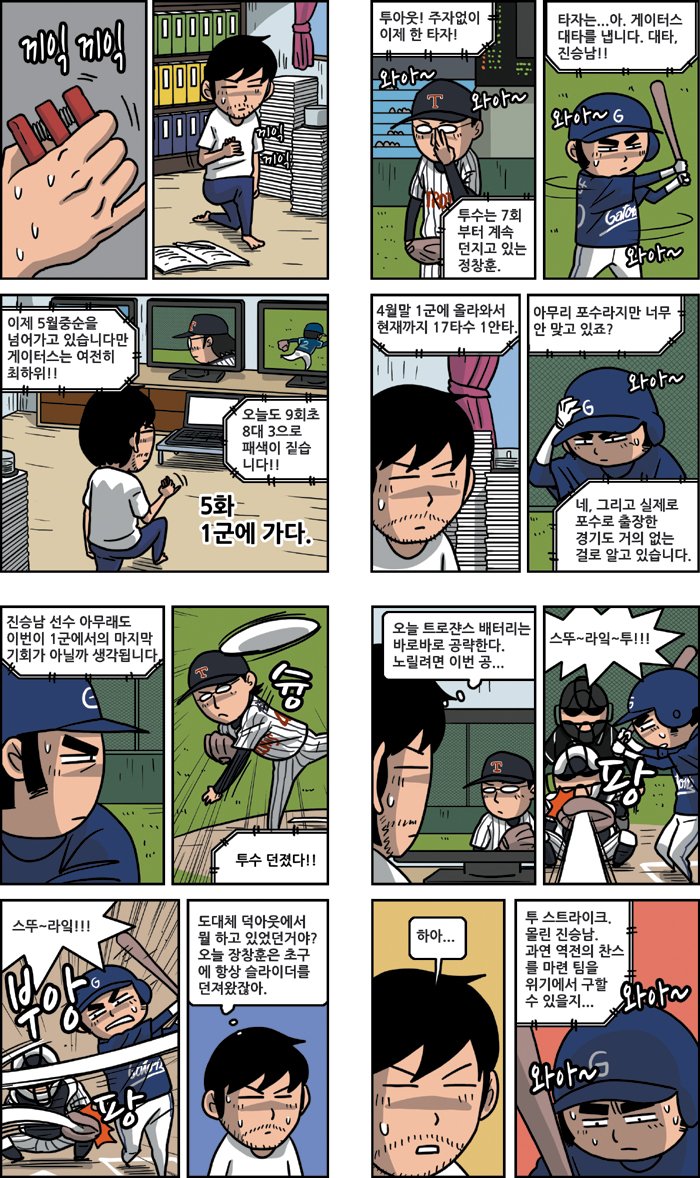 끼익 끼익
끼익
끼익
이제 5월중순을
넘어가고 있습니다만
게이터스는 여전히
최하위!!
오늘도 9회초
8대 3으로
패색이 짙습
니다!!
5화
1군에 가다.
투아웃! 주자없이
이제 한 타자!
와아~
와아~
T
TROJ
투수는 7회
부터 계속
던지고 있는
정창훈.
타자는...아. 게이터스
대타를 냅니다. 대타,
진승남!!
와아~
G
Gators
와아~
4월말 1군에 올라와서
현재까지 17타수 1안타.
아무리 포수라지만 너무
안 맞고 있죠?
와아~
G
네, 그리고 실제로
포수로 출장한
경기도 거의 없는
걸로 알고 있습니다.
진승남 선수 아무래도
이번이 1군에서의 마지막
기회가 아닐까 생각됩니다
G
T
슝
투수 던졌다!!
스뚜~라잌!!!
부앙
G
팡
도대체 덕아웃에서
뭘 하고 있었던거야?
오늘 장창훈은 초구
에 항상 슬라이더를
던져왔잖아.
오늘 트로쟌스 배터리는
바로바로 공략한다.
노릴려면 이번 공...
T
스뚜~라잌~투!!!
G
팡
하아...
투 스트라이크.
몰린 진승남.
과연 역전의 찬스
를 마련 팀을
위기에서 구할
수 있을지...
와아~
G
와아~